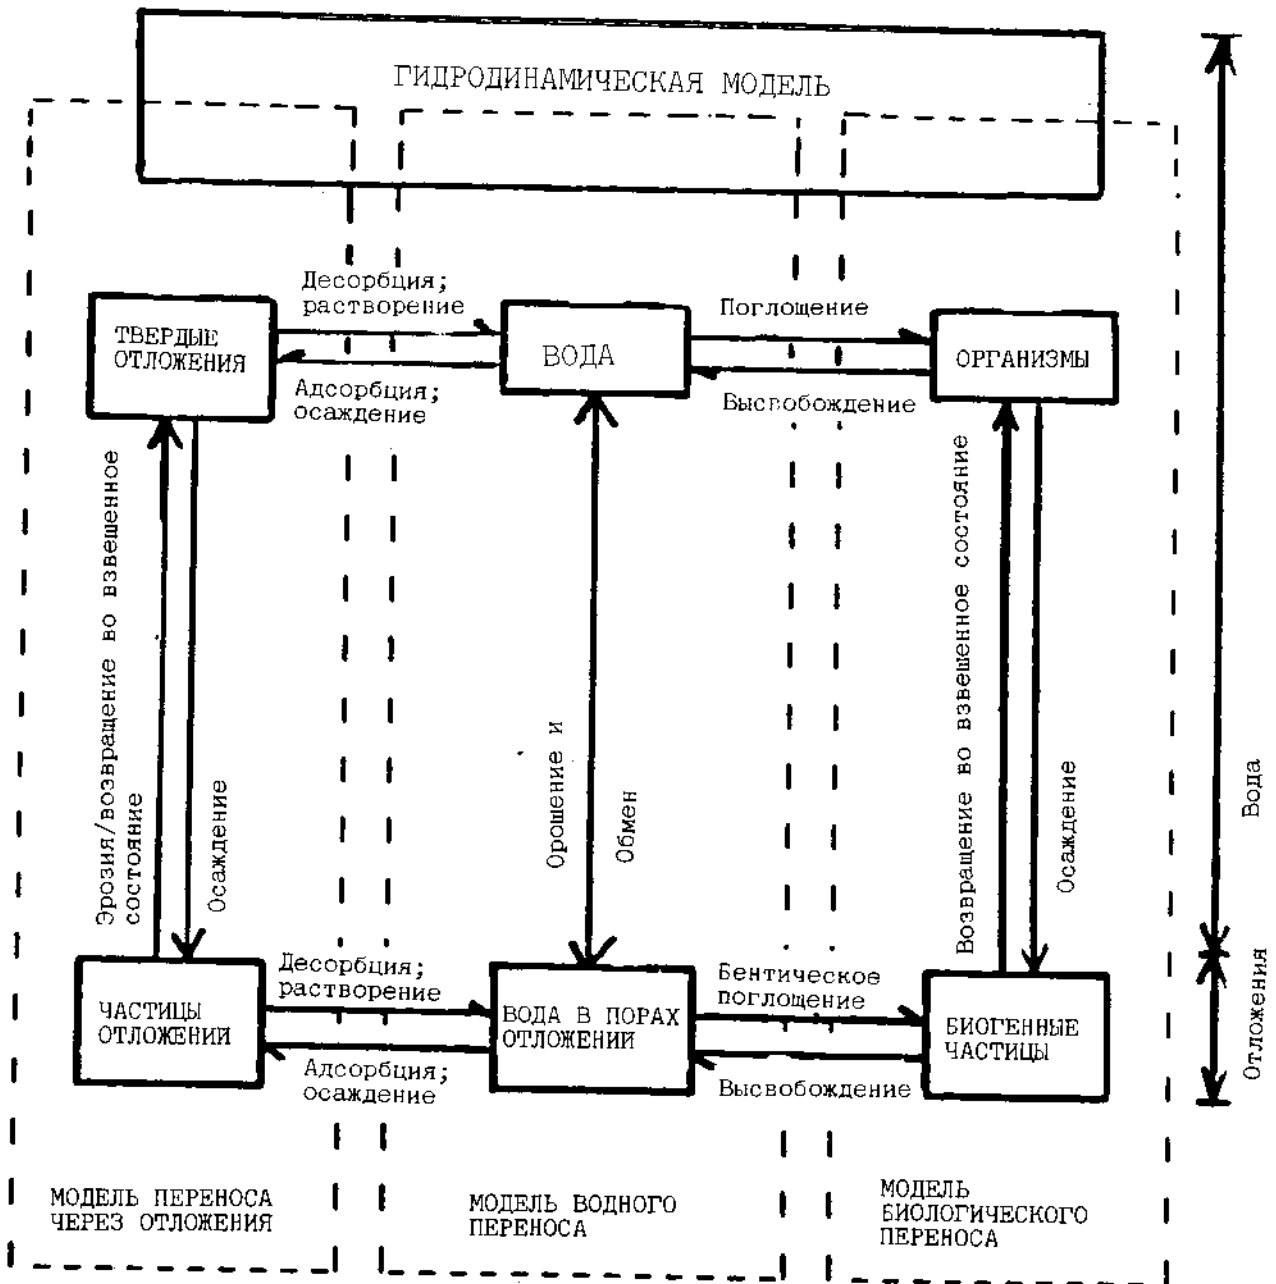 ГИДРОДИНАМИЧЕСКАЯ МОДЕЛЬ
Десорбция;
растворение
Поглощение
ТВЕРДЫЕ
ОТЛОЖЕНИЯ
ВОДА
ОРГАНИЗМЫ
Адсорбция;
осаждение
Высвобождение
Эрозия/возвращение во взвешенное
состояние
Осаждение
Орошение и
Обмен
Возвращение во взвешенное состояние
Осаждение
Вода
Отложения
Десорбция;
растворение
Бентическое
поглощение
ЧАСТИЦЫ
ОТЛОЖЕНИЙ
ВОДА В ПОРАХ
ОТЛОЖЕНИЙ
БИОГЕННЫЕ
ЧАСТИЦЫ
Адсорбция;
осаждение
Высвобождение
МОДЕЛЬ ПЕРЕНОСА
ЧЕРЕЗ ОТЛОЖЕНИЯ
МОДЕЛЬ ВОДНОГО
ПЕРЕНОСА
МОДЕЛЬ
БИОЛОГИЧЕСКОГО
ПЕРЕНОСА